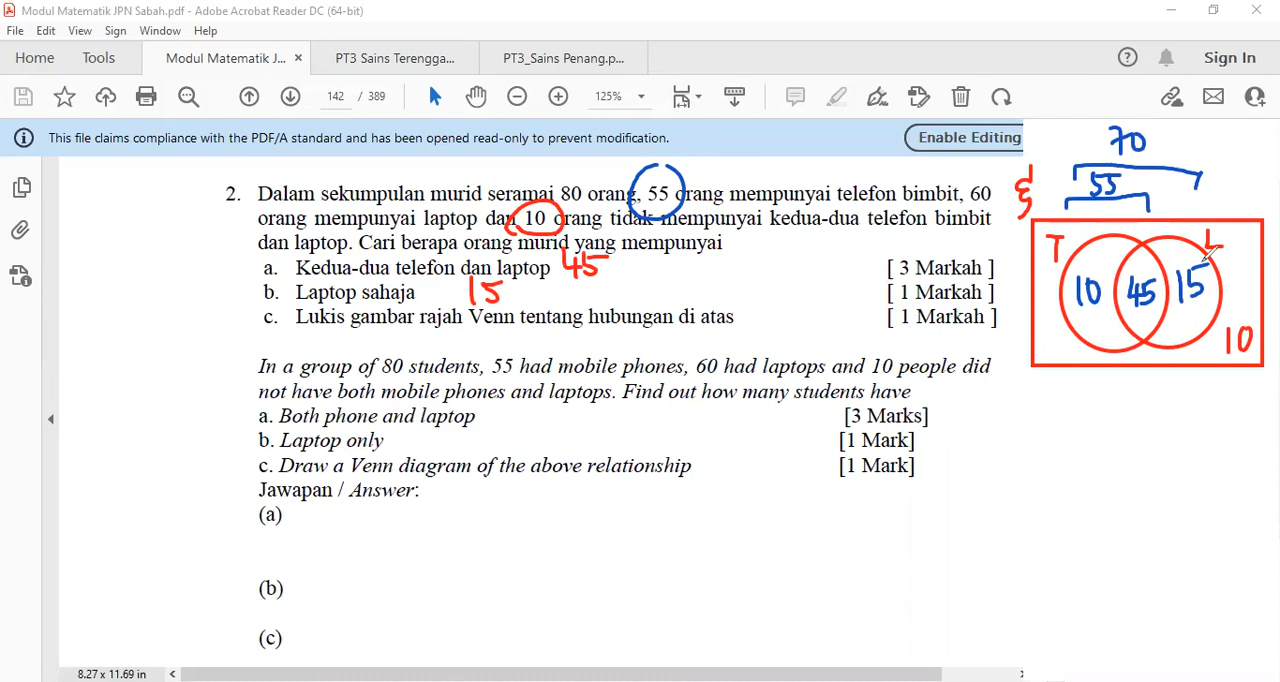 Modul Matematik JPN Sabah.pdf - Adobe Acrobat Reader DC (64-bit)
File Edit View Sign Window Help
Home Tools Modul Matematik J... × PT3 Sains Terengga... PT3_Sains Penang.p... Sign In
142 / 389 125%
This file claims compliance with the PDF/A standard and has been opened read-only to prevent modification. Enable Editing
2. Dalam sekumpulan murid seramai 80 orang, 55 orang mempunyai telefon bimbit, 60
orang mempunyai laptop dan 10 orang tidak mempunyai kedua-dua telefon bimbit
dan laptop. Cari berapa orang murid yang mempunyai
a. Kedua-dua telefon dan laptop 45 [ 3 Markah ]
b. Laptop sahaja 15 [ 1 Markah ]
c. Lukis gambar rajah Venn tentang hubungan di atas [ 1 Markah ]
In a group of 80 students, 55 had mobile phones, 60 had laptops and 10 people did
not have both mobile phones and laptops. Find out how many students have
a. Both phone and laptop [3 Marks]
b. Laptop only [1 Mark]
c. Draw a Venn diagram of the above relationship [1 Mark]
Jawapan / Answer:
(a)
(b)
(c)
70
55
ξ
T L
10 45 15
10
8.27 x 11.69 in